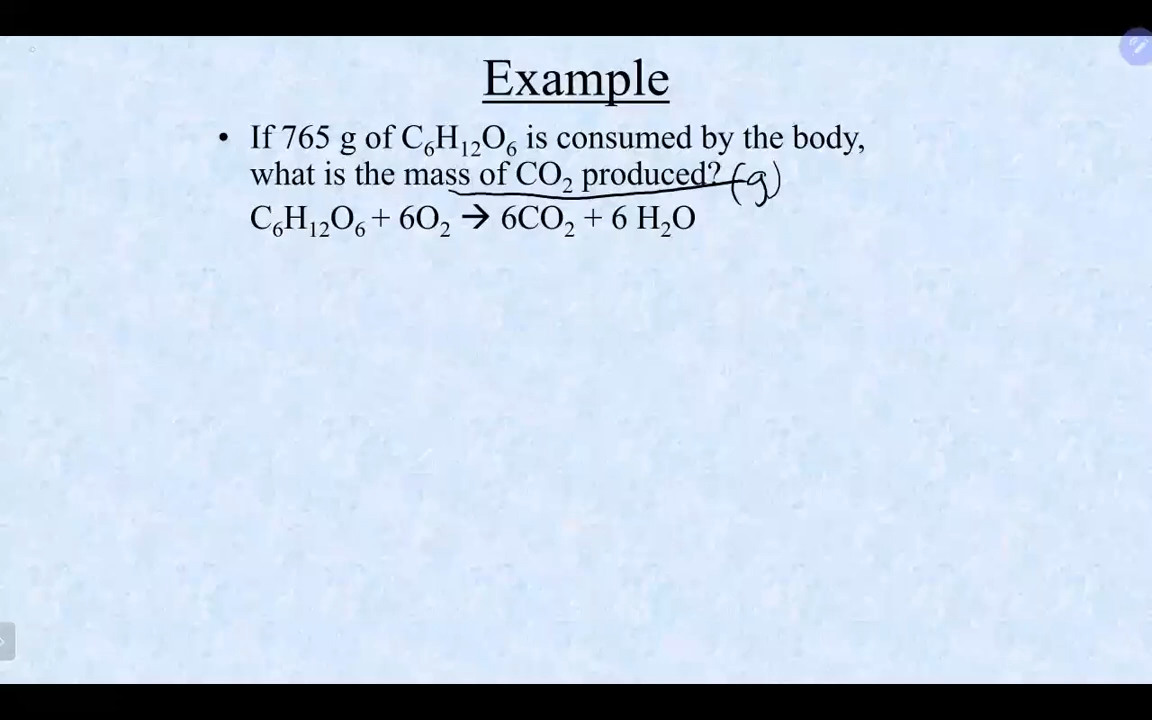 Example
• If 765 g of C₆H₁₂O₆ is consumed by the body,
what is the mass of CO₂ produced? (g)
C₆H₁₂O₆ + 6O₂ → 6CO₂ + 6 H₂O